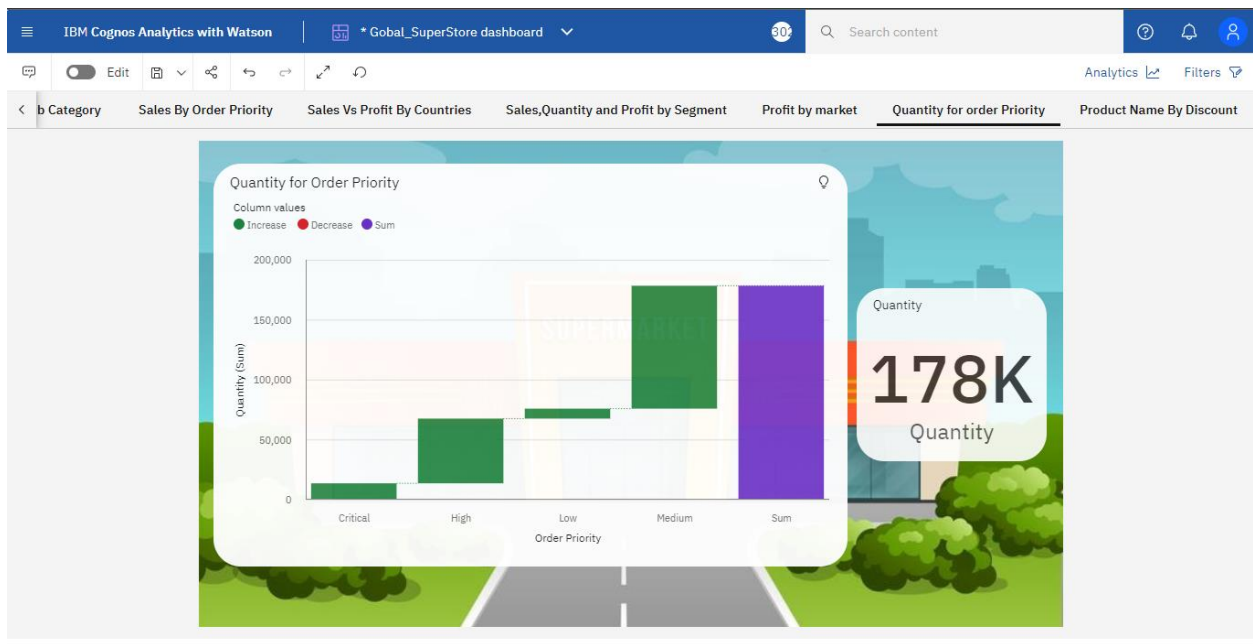 IBM Cognos Analytics with Watson
* Gobal_SuperStore dashboard
Search content
Edit
Analytics
Filters
b Category
Sales By Order Priority
Sales Vs Profit By Countries
Sales,Quantity and Profit by Segment
Profit by market
Quantity for order Priority
Product Name By Discount
Quantity for Order Priority
Column values
Increase
Decrease
Sum
200,000
150,000
100,000
50,000
0
Quantity (Sum)
SUPERMARKET
Critical
High
Low
Medium
Sum
Order Priority
Quantity
178K
Quantity